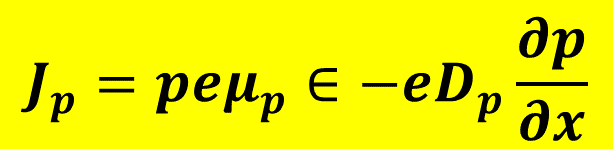 Jₚ = peμₚ ∈ −eDₚ ∂p/∂x